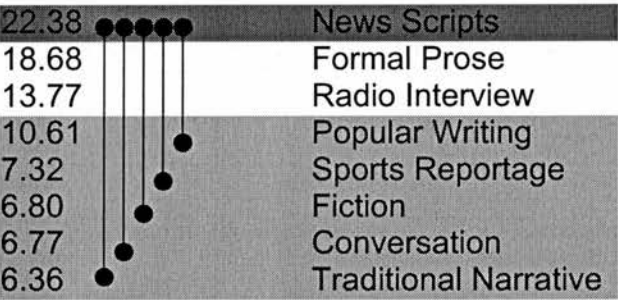 22.38 News Scripts
18.68 Formal Prose
13.77 Radio Interview
10.61 Popular Writing
7.32 Sports Reportage
6.80 Fiction
6.77 Conversation
6.36 Traditional Narrative